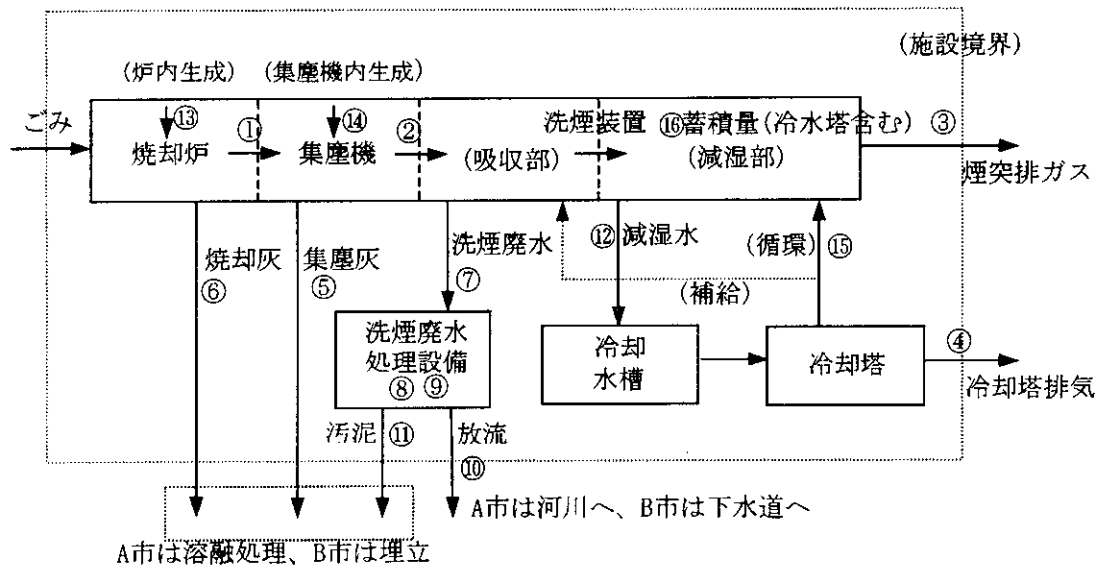 (施設境界)
(炉内生成) (集塵機内生成)
ごみ
⑬ ① ⑭ ② 洗煙装置 ⑯蓄積量(冷水塔含む) ③
焼却炉 集塵機 (吸収部) (減湿部)
煙突排ガス
焼却灰
⑥
集塵灰
⑤
洗煙廃水
⑦
⑫減湿水
(循環) ⑮
(補給)
洗煙廃水
処理設備
⑧ ⑨
冷却
水槽
冷却塔
④
冷却塔排気
汚泥 ⑪
放流
⑩
A市は河川へ、B市は下水道へ
A市は溶融処理、B市は埋立